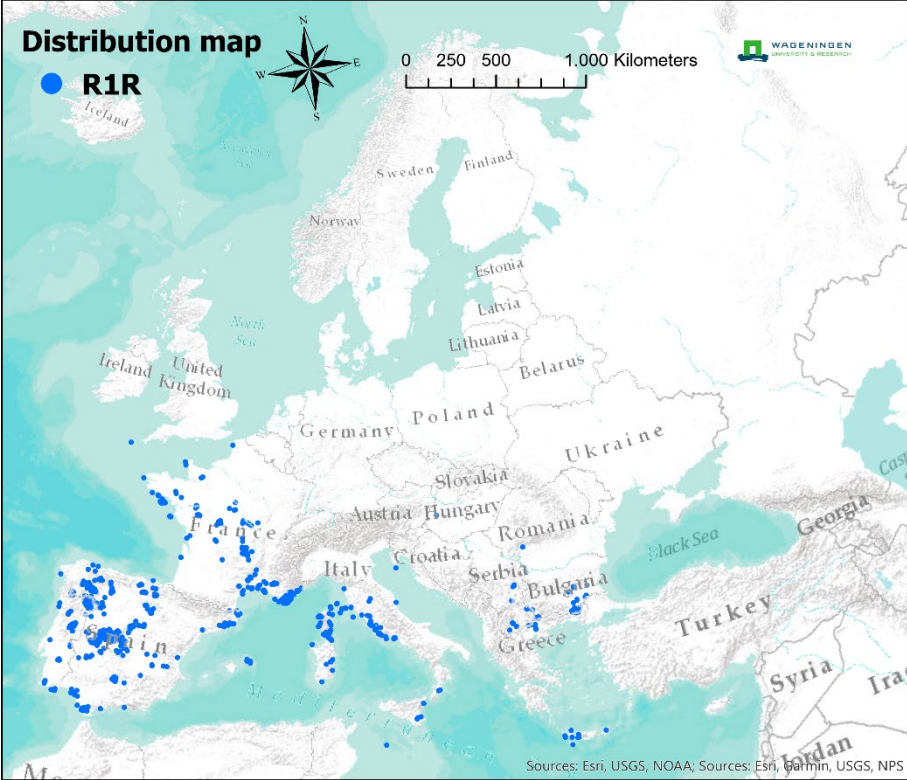 Distribution map
R1R
N
W
E
S
0 250 500 1.000 Kilometers
WAGENINGEN
UNIVERSITY & RESEARCH
Iceland
Sweden
Finland
Norway
Estonia
North
Sea
Latvia
Lithuania
Belarus
Ireland
United
Kingdom
Poland
Germany
Ukraine
Slovakia
Casp
Austria
Hungary
France
Romania
Georgia
Black Sea
Croatia
Italy
Serbia
Bulgaria
Turkey
Spain
Greece
Syria
Iraq
Mediterranean
Jordan
Sources: Esri, USGS, NOAA; Sources: Esri, Garmin, USGS, NPS